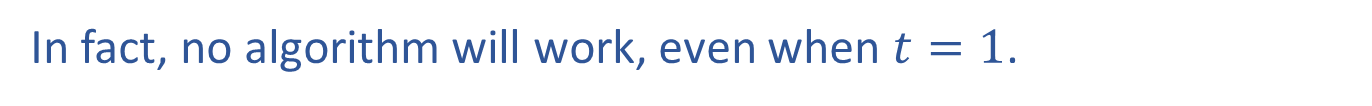 In fact, no algorithm will work, even when 𝑡 = 1.